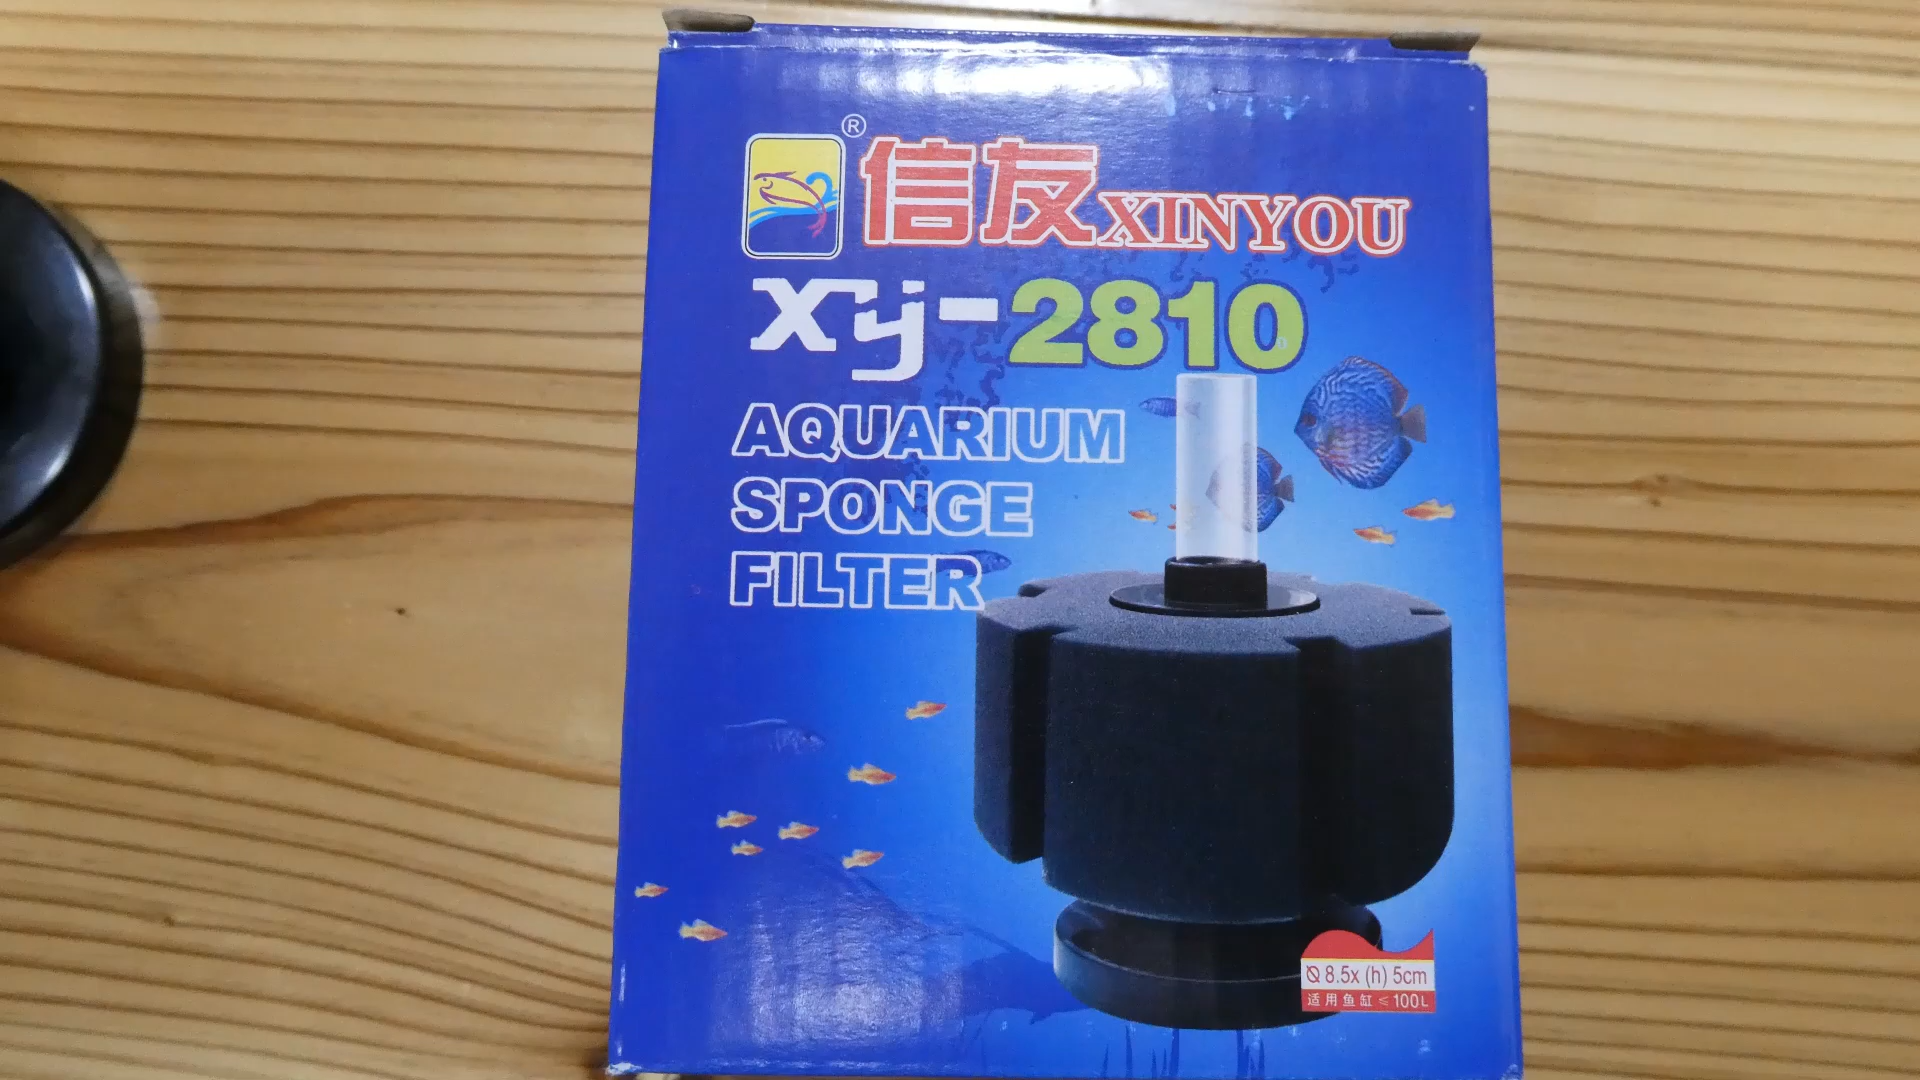 ®
信友XINYOU
xy-2810
AQUARIUM
SPONGE
FILTER
Ø 8.5x (h) 5cm
适用鱼缸≤100L